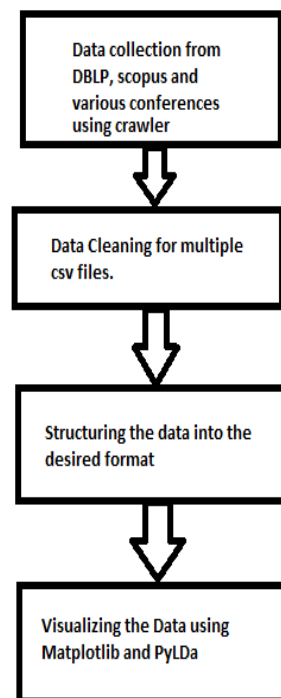 Data collection from
DBLP, scopus and
various conferences
using crawler
Data Cleaning for multiple
csv files.
Structuring the data into the
desired format
Visualizing the Data using
Matplotlib and PyLDa